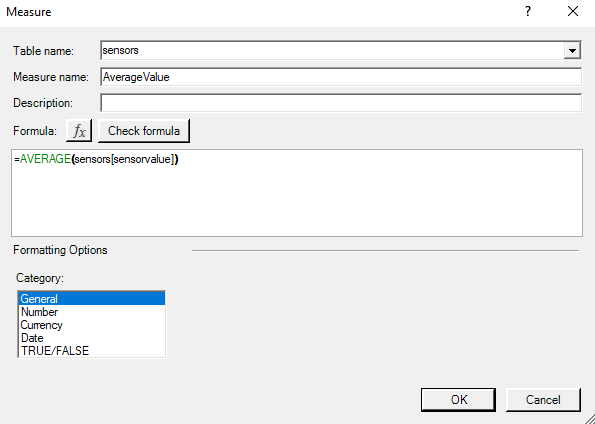 Measure ?
Table name: sensors
Measure name: AverageValue
Description:
Formula: fx Check formula
=AVERAGE(sensors[sensorvalue])
Formatting Options
Category:
General
Number
Currency
Date
TRUE/FALSE
OK Cancel